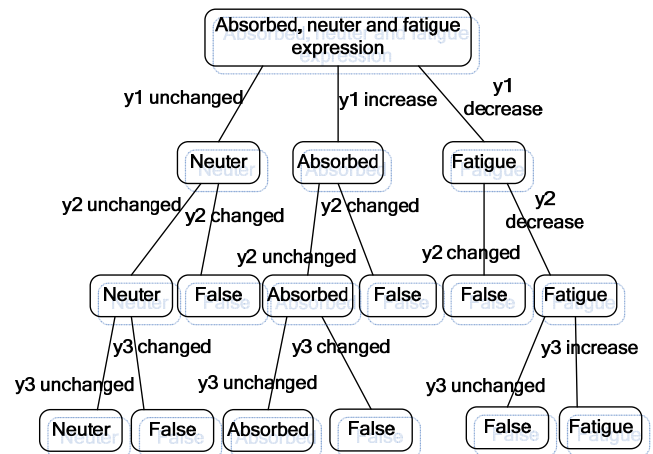 Absorbed, neuter and fatigue
expression
y1 unchanged
y1 increase
y1
decrease
Neuter
Absorbed
Fatigue
y2 unchanged
y2 changed
y2 unchanged
y2 changed
y2 changed
y2
decrease
Neuter
False
Absorbed
False
False
Fatigue
y3 unchanged
y3 changed
y3 unchanged
y3 changed
y3 unchanged
y3 increase
Neuter
False
Absorbed
False
False
Fatigue